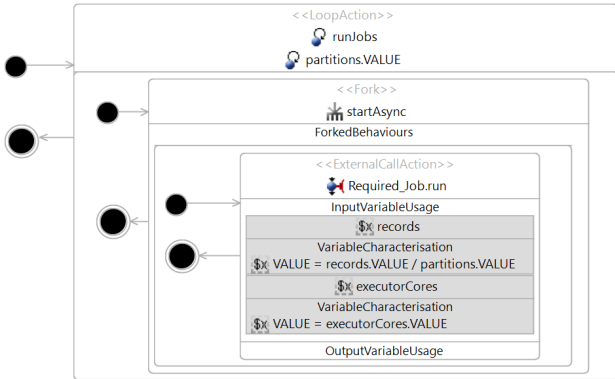 <<LoopAction>>
runJobs
partitions.VALUE
<<Fork>>
startAsync
ForkedBehaviours
<<ExternalCallAction>>
Required_Job.run
InputVariableUsage
$x records
VariableCharacterisation
$x VALUE = records.VALUE / partitions.VALUE
$x executorCores
VariableCharacterisation
$x VALUE = executorCores.VALUE
OutputVariableUsage